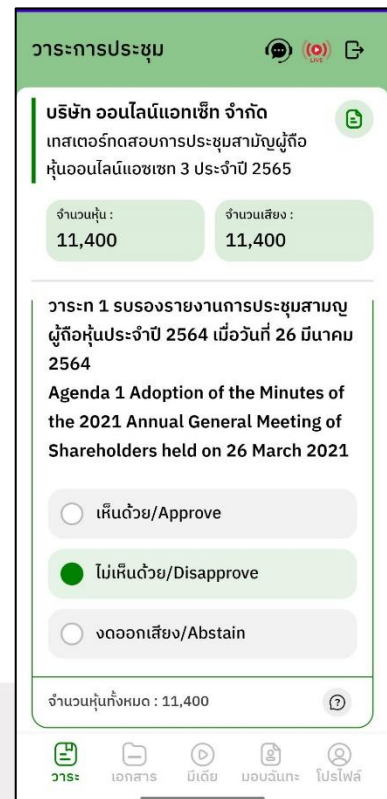 วาระการประชุม
LIVE
บริษัท ออนไลน์แอทเซ็ท จำกัด
เทสเตอร์ทดสอบการประชุมสามัญผู้ถือ
หุ้นออนไลน์แอซเซท 3 ประจำปี 2565
จำนวนหุ้น :
11,400
จำนวนเสียง :
11,400
วาระที่ 1 รับรองรายงานการประชุมสามัญ
ผู้ถือหุ้นประจำปี 2564 เมื่อวันที่ 26 มีนาคม
2564
Agenda 1 Adoption of the Minutes of
the 2021 Annual General Meeting of
Shareholders held on 26 March 2021
เห็นด้วย/Approve
ไม่เห็นด้วย/Disapprove
งดออกเสียง/Abstain
จำนวนหุ้นทั้งหมด : 11,400
วาระ
เอกสาร
มีเดีย
มอบฉันทะ
โปรไฟล์